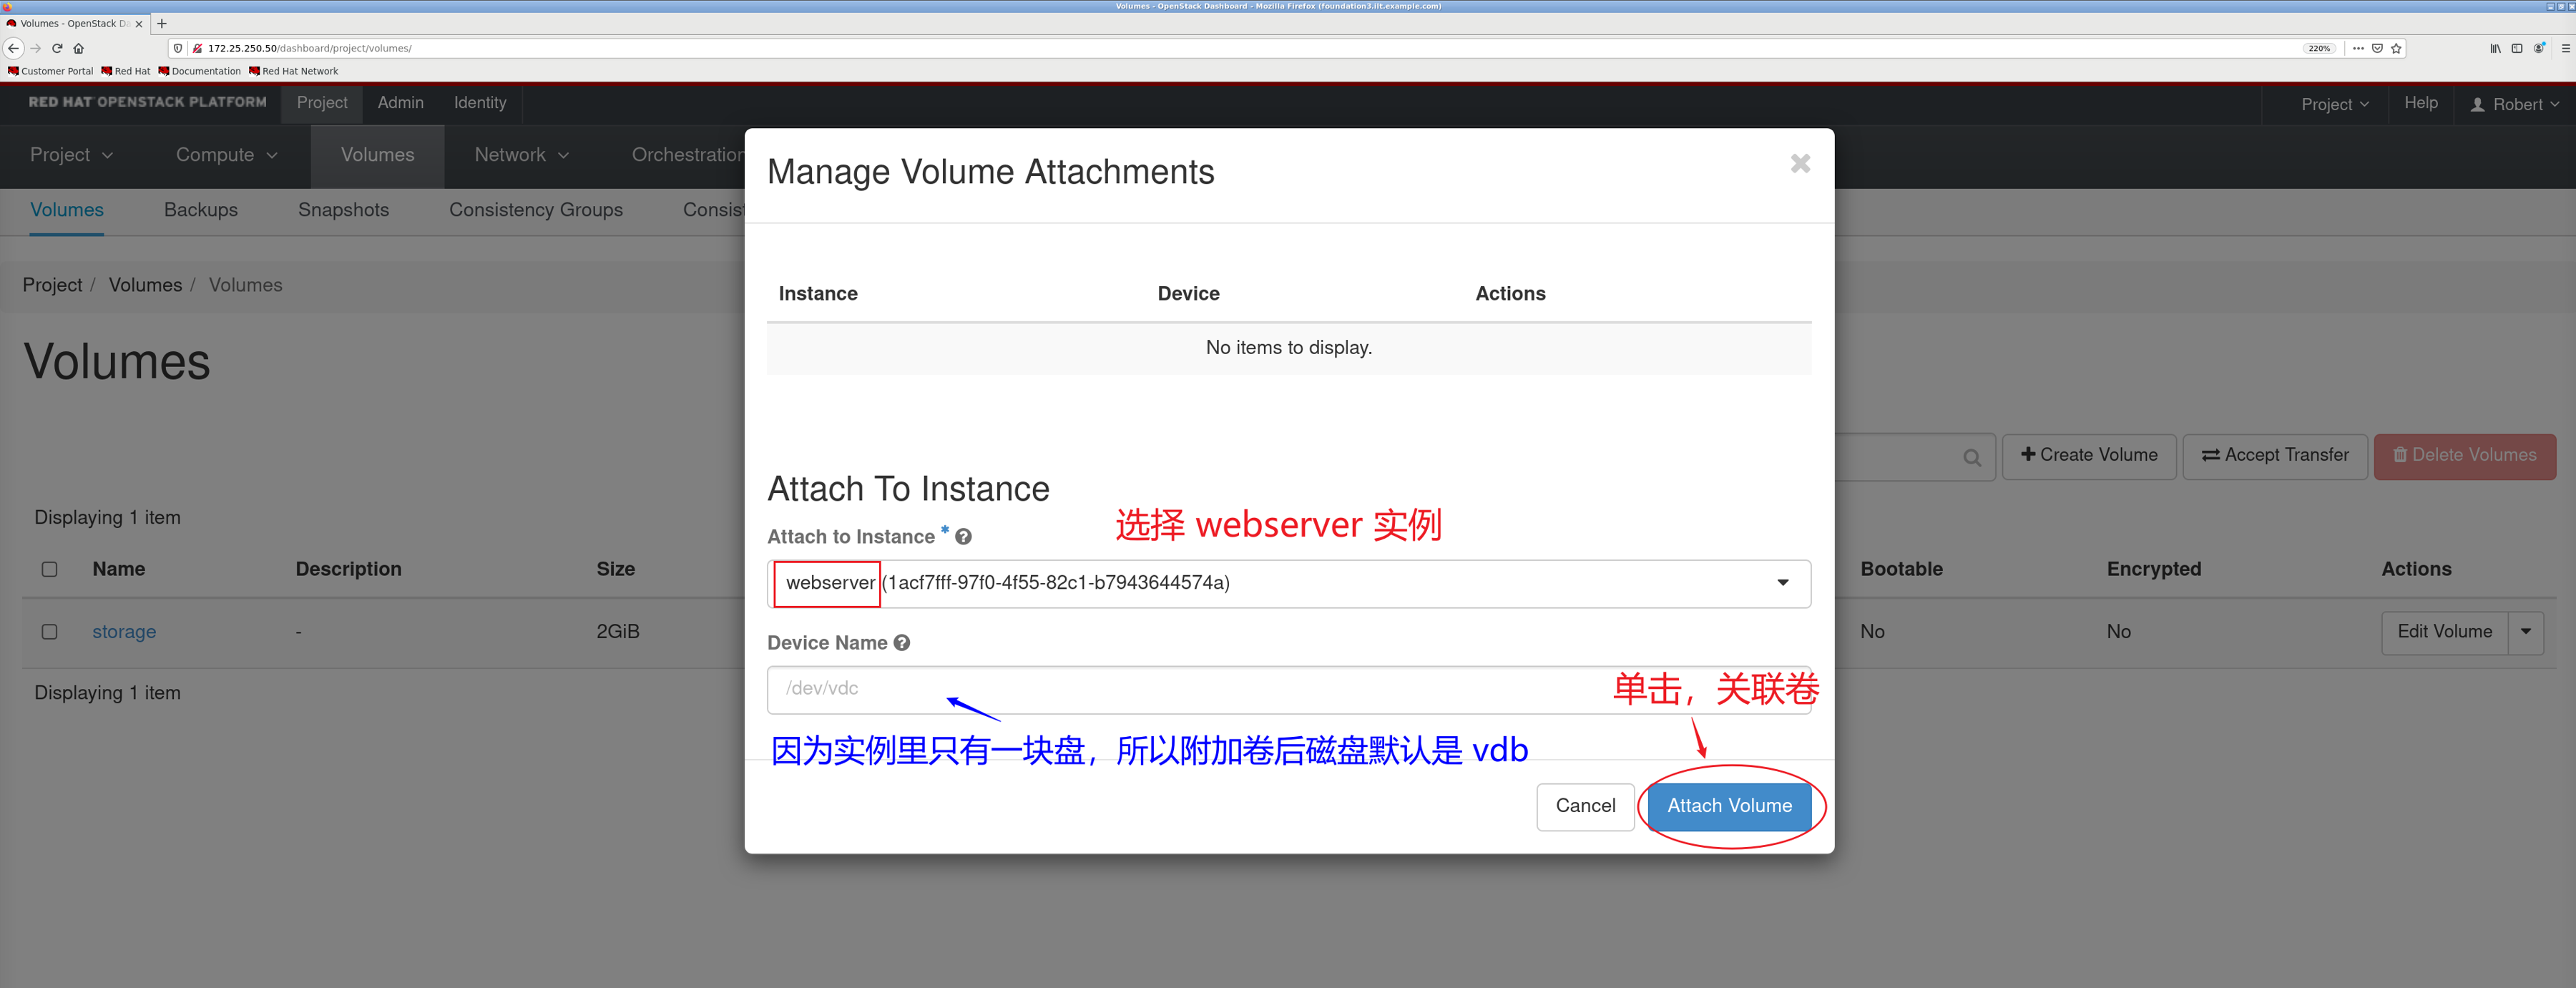 Volumes - OpenStack Dashboard - Mozilla Firefox (foundation3.ilt.example.com)
Volumes - OpenStack Da
172.25.250.50/dashboard/project/volumes/
220%
Customer Portal Red Hat Documentation Red Hat Network
RED HAT OPENSTACK PLATFORM Project Admin Identity Project Help Robert
Project Compute Volumes Network Orchestration
Volumes Backups Snapshots Consistency Groups Consist
Project / Volumes / Volumes
Volumes
Create Volume Accept Transfer Delete Volumes
Displaying 1 item
Name Description Size Bootable Encrypted Actions
storage - 2GiB No No Edit Volume
Displaying 1 item
Manage Volume Attachments
Instance Device Actions
No items to display.
Attach To Instance
选择 webserver 实例
Attach to Instance *
webserver (1acf7fff-97f0-4f55-82c1-b7943644574a)
Device Name
/dev/vdc
单击，关联卷
因为实例里只有一块盘，所以附加卷后磁盘默认是 vdb
Cancel Attach Volume